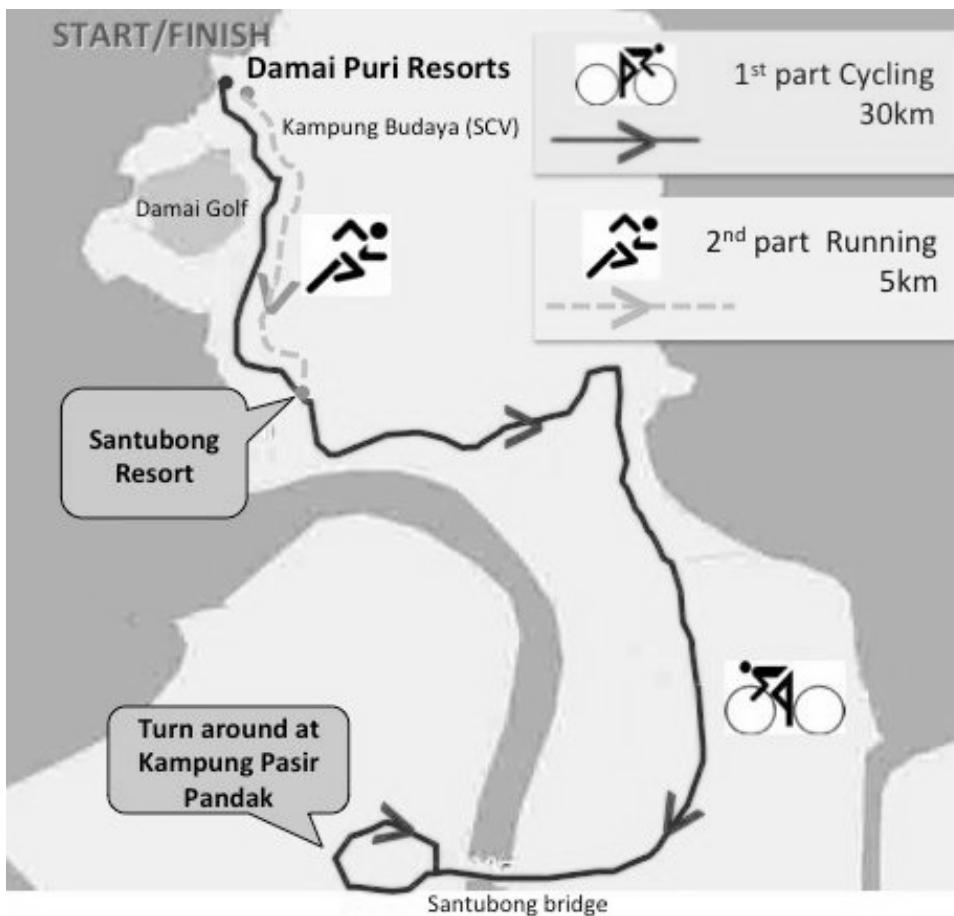 START/FINISH
Damai Puri Resorts
Kampung Budaya (SCV)
Damai Golf
1st part Cycling
30km
2nd part Running
5km
Santubong
Resort
Turn around at
Kampung Pasir
Pandak
Santubong bridge